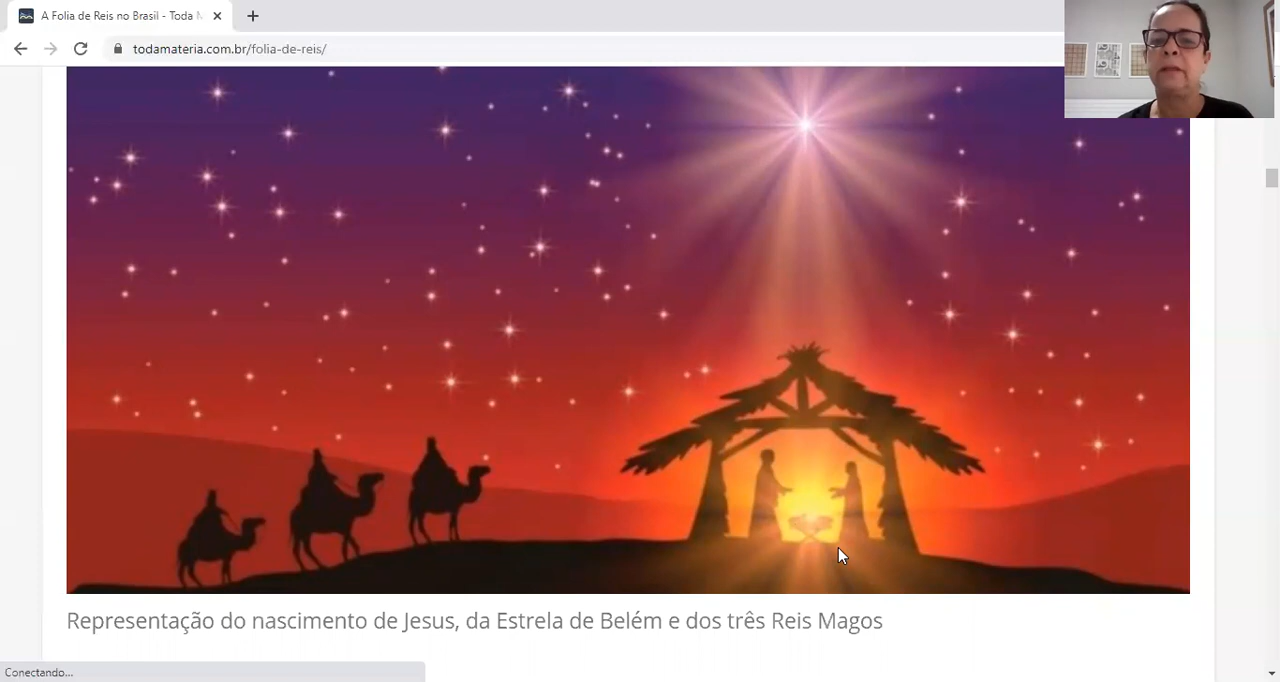 A Folia de Reis no Brasil - Toda M
todamateria.com.br/folia-de-reis/
Representação do nascimento de Jesus, da Estrela de Belém e dos três Reis Magos
Conectando...